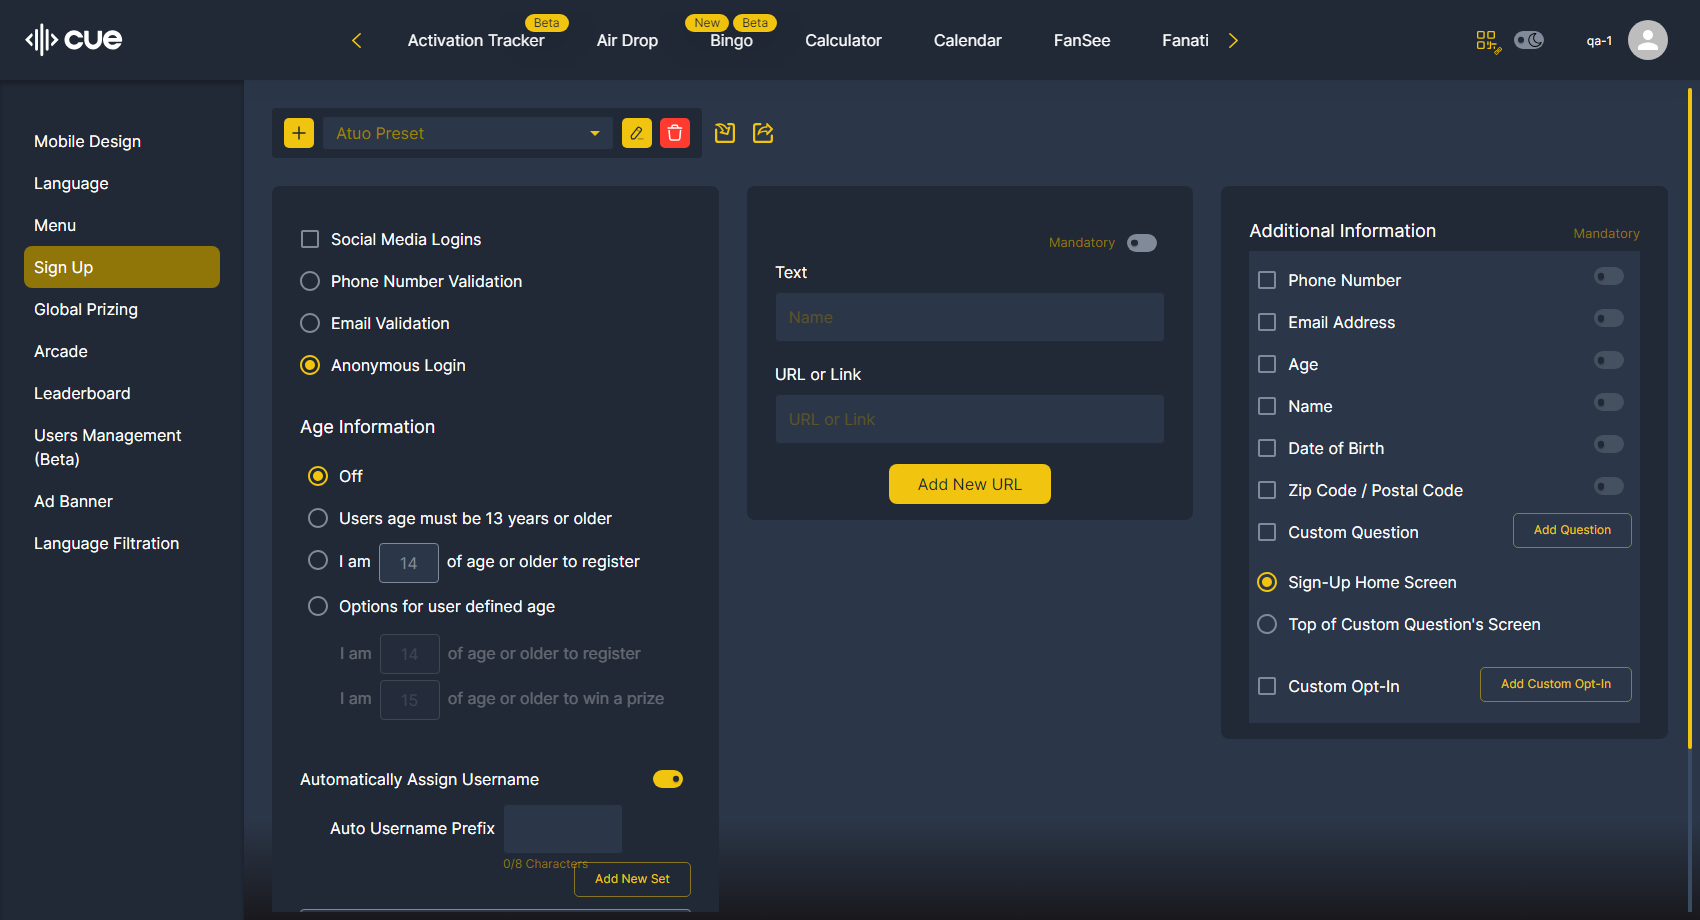 cue
Activation Tracker
Beta
Air Drop
New
Beta
Bingo
Calculator
Calendar
FanSee
Fanati
qa-1
Mobile Design
Language
Menu
Sign Up
Global Prizing
Arcade
Leaderboard
Users Management
(Beta)
Ad Banner
Language Filtration
Atuo Preset
Social Media Logins
Phone Number Validation
Email Validation
Anonymous Login
Age Information
Off
Users age must be 13 years or older
I am 14 of age or older to register
Options for user defined age
I am 14 of age or older to register
I am 15 of age or older to win a prize
Automatically Assign Username
Auto Username Prefix
0/8 Characters
Add New Set
Mandatory
Text
Name
URL or Link
URL or Link
Add New URL
Additional Information
Mandatory
Phone Number
Email Address
Age
Name
Date of Birth
Zip Code / Postal Code
Custom Question
Add Question
Sign-Up Home Screen
Top of Custom Question's Screen
Custom Opt-In
Add Custom Opt-In